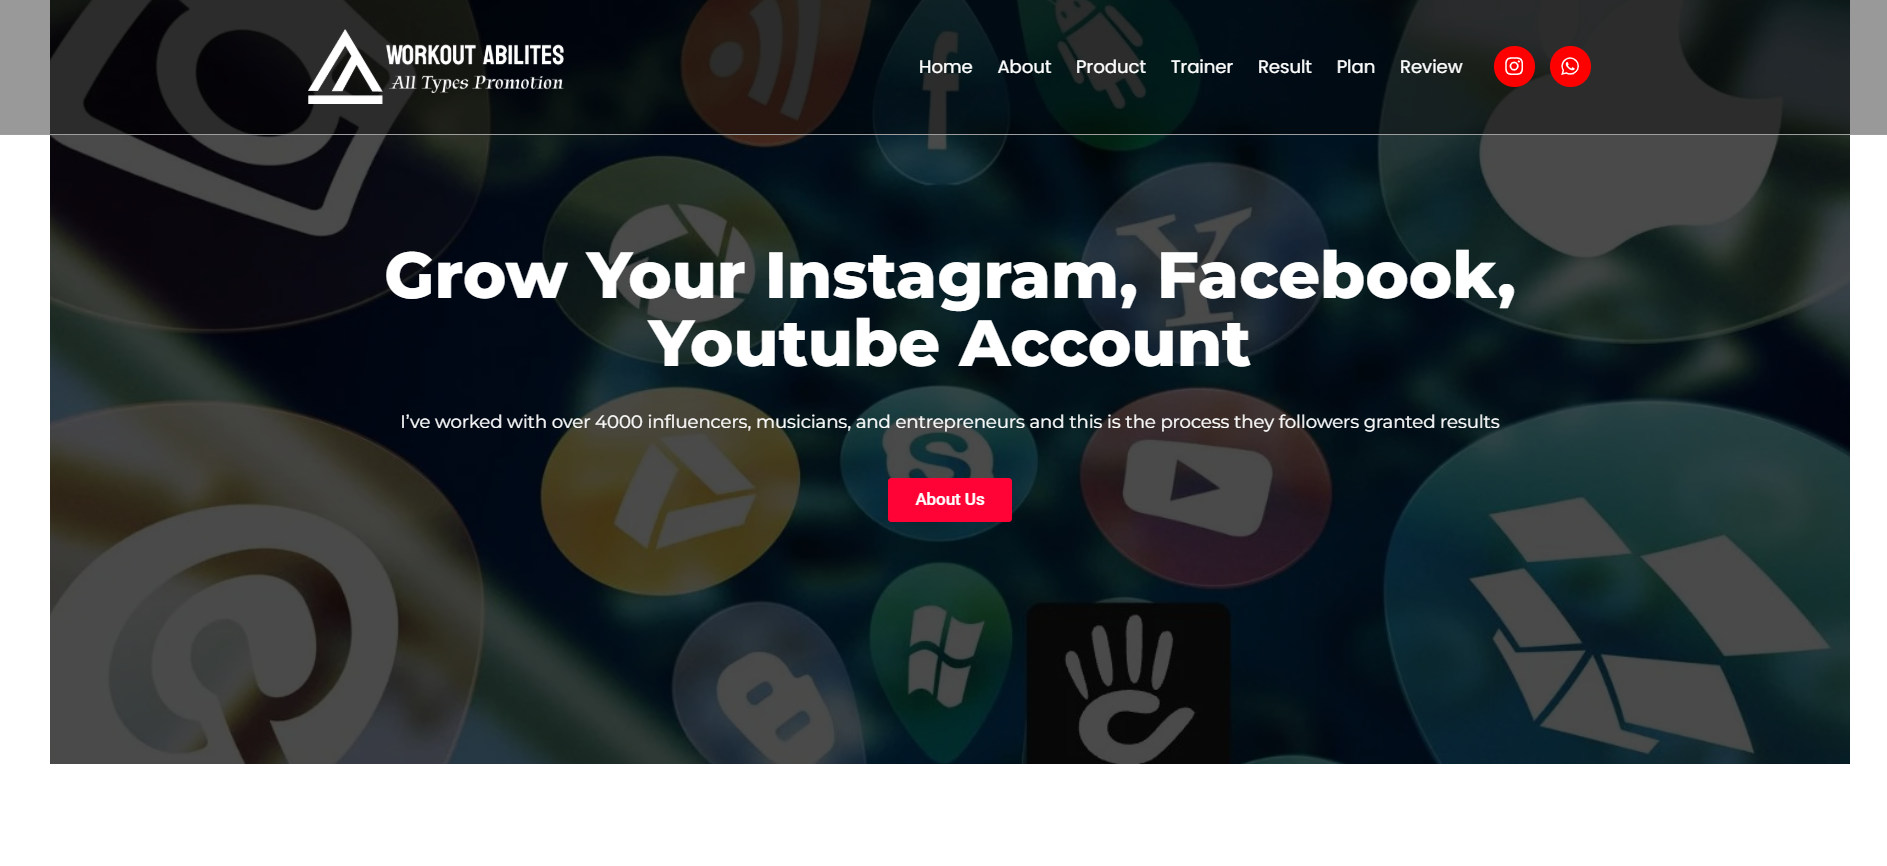 WORKOUT ABILITES
All Types Promotion
Home About Product Trainer Result Plan Review
Grow Your Instagram, Facebook,
Youtube Account
I've worked with over 4000 influencers, musicians, and entrepreneurs and this is the process they followers granted results
About Us